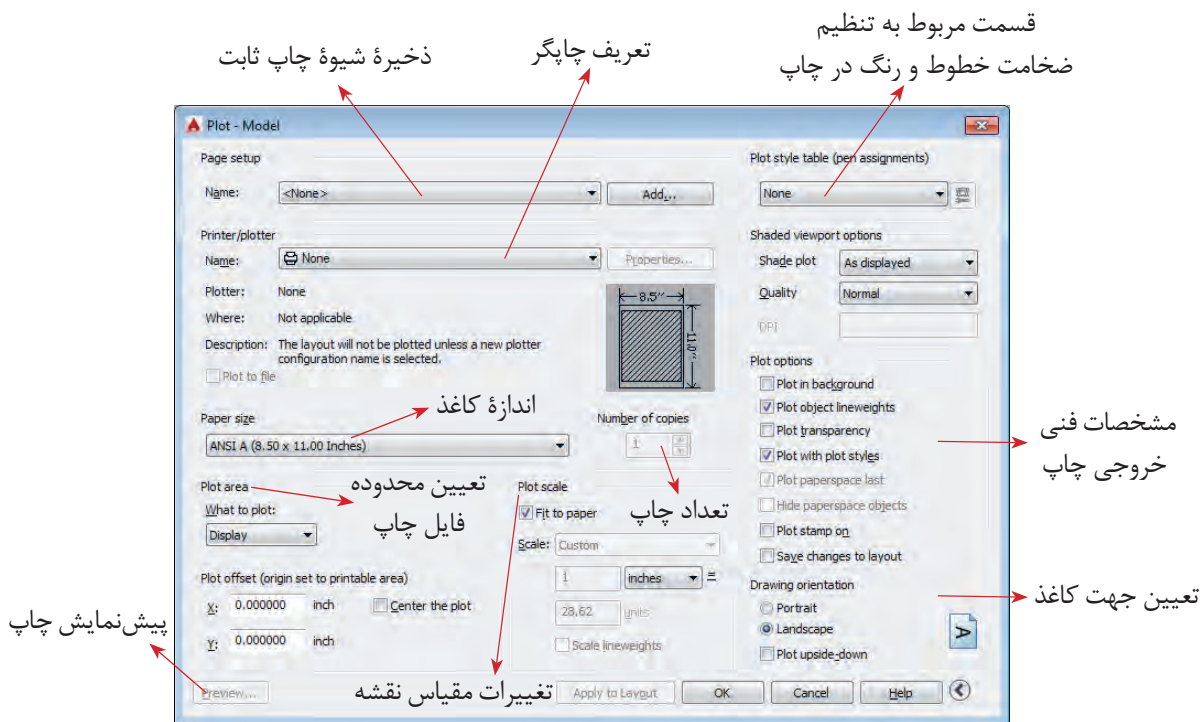 قسمت مربوط به تنظیم
ضخامت خطوط و رنگ در چاپ
تعریف چاپگر
ذخیرهٔ شیوهٔ چاپ ثابت
Plot - Model
Page setup
Name:
<None>
Add...
Plot style table (pen assignments)
None
Printer/plotter
Name:
None
Properties...
Plotter:
None
Where:
Not applicable
Description:
The layout will not be plotted unless a new plotter
configuration name is selected.
Plot to file
8.5″
11.0″
Shaded viewport options
Shade plot
As displayed
Quality
Normal
DPI
Paper size
اندازهٔ کاغذ
ANSI A (8.50 x 11.00 Inches)
Number of copies
1
تعداد چاپ
Plot options
Plot in background
Plot object lineweights
Plot transparency
Plot with plot styles
Plot paperspace last
Hide paperspace objects
Plot stamp on
Save changes to layout
مشخصات فنی
خروجی چاپ
Plot area
What to plot:
Display
تعیین محدوده
فایل چاپ
Plot scale
Fit to paper
Scale:
Custom
1
inches
=
28.62
units
Scale lineweights
تغییرات مقیاس نقشه
Plot offset (origin set to printable area)
X:
0.000000
inch
Center the plot
Y:
0.000000
inch
پیش‌نمایش چاپ
Drawing orientation
Portrait
Landscape
Plot upside-down
A
تعیین جهت کاغذ
Preview...
Apply to Layout
OK
Cancel
Help